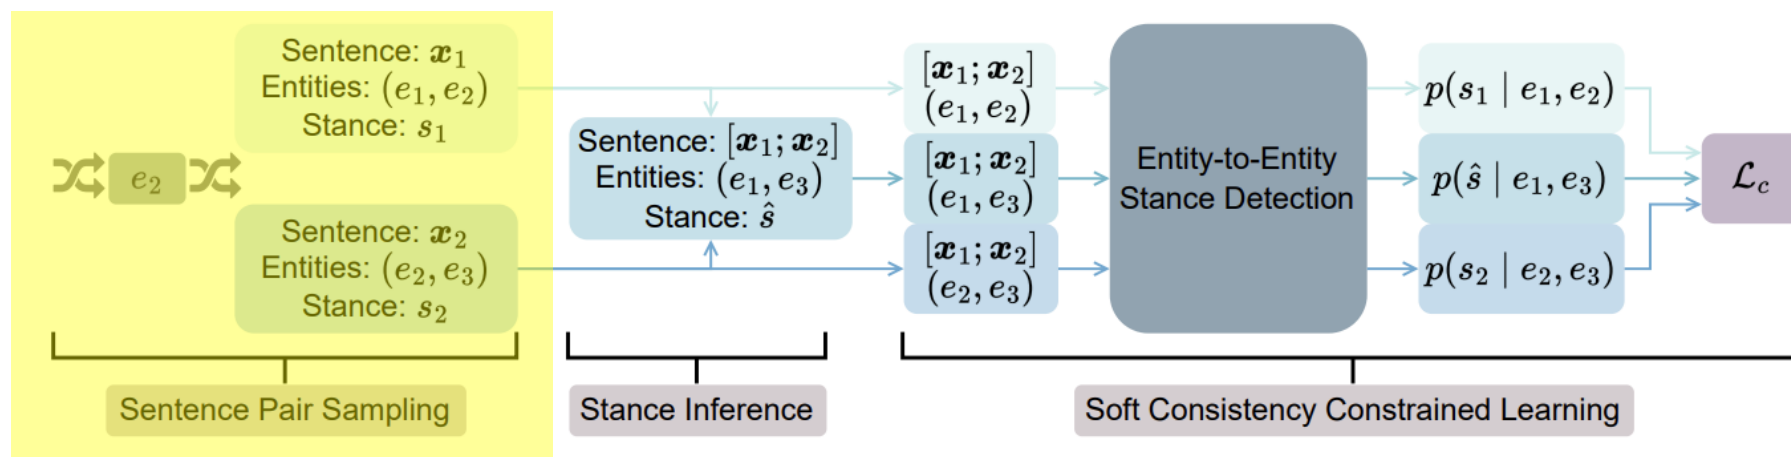 Sentence: x₁
Entities: (e₁, e₂)
Stance: s₁
e₂
Sentence: x₂
Entities: (e₂, e₃)
Stance: s₂
Sentence Pair Sampling
Sentence: [x₁; x₂]
Entities: (e₁, e₃)
Stance: ŝ
Stance Inference
[x₁; x₂]
(e₁, e₂)
[x₁; x₂]
(e₁, e₃)
[x₁; x₂]
(e₂, e₃)
Entity-to-Entity
Stance Detection
p(s₁ | e₁, e₂)
p(ŝ | e₁, e₃)
p(s₂ | e₂, e₃)
ℒ_c
Soft Consistency Constrained Learning